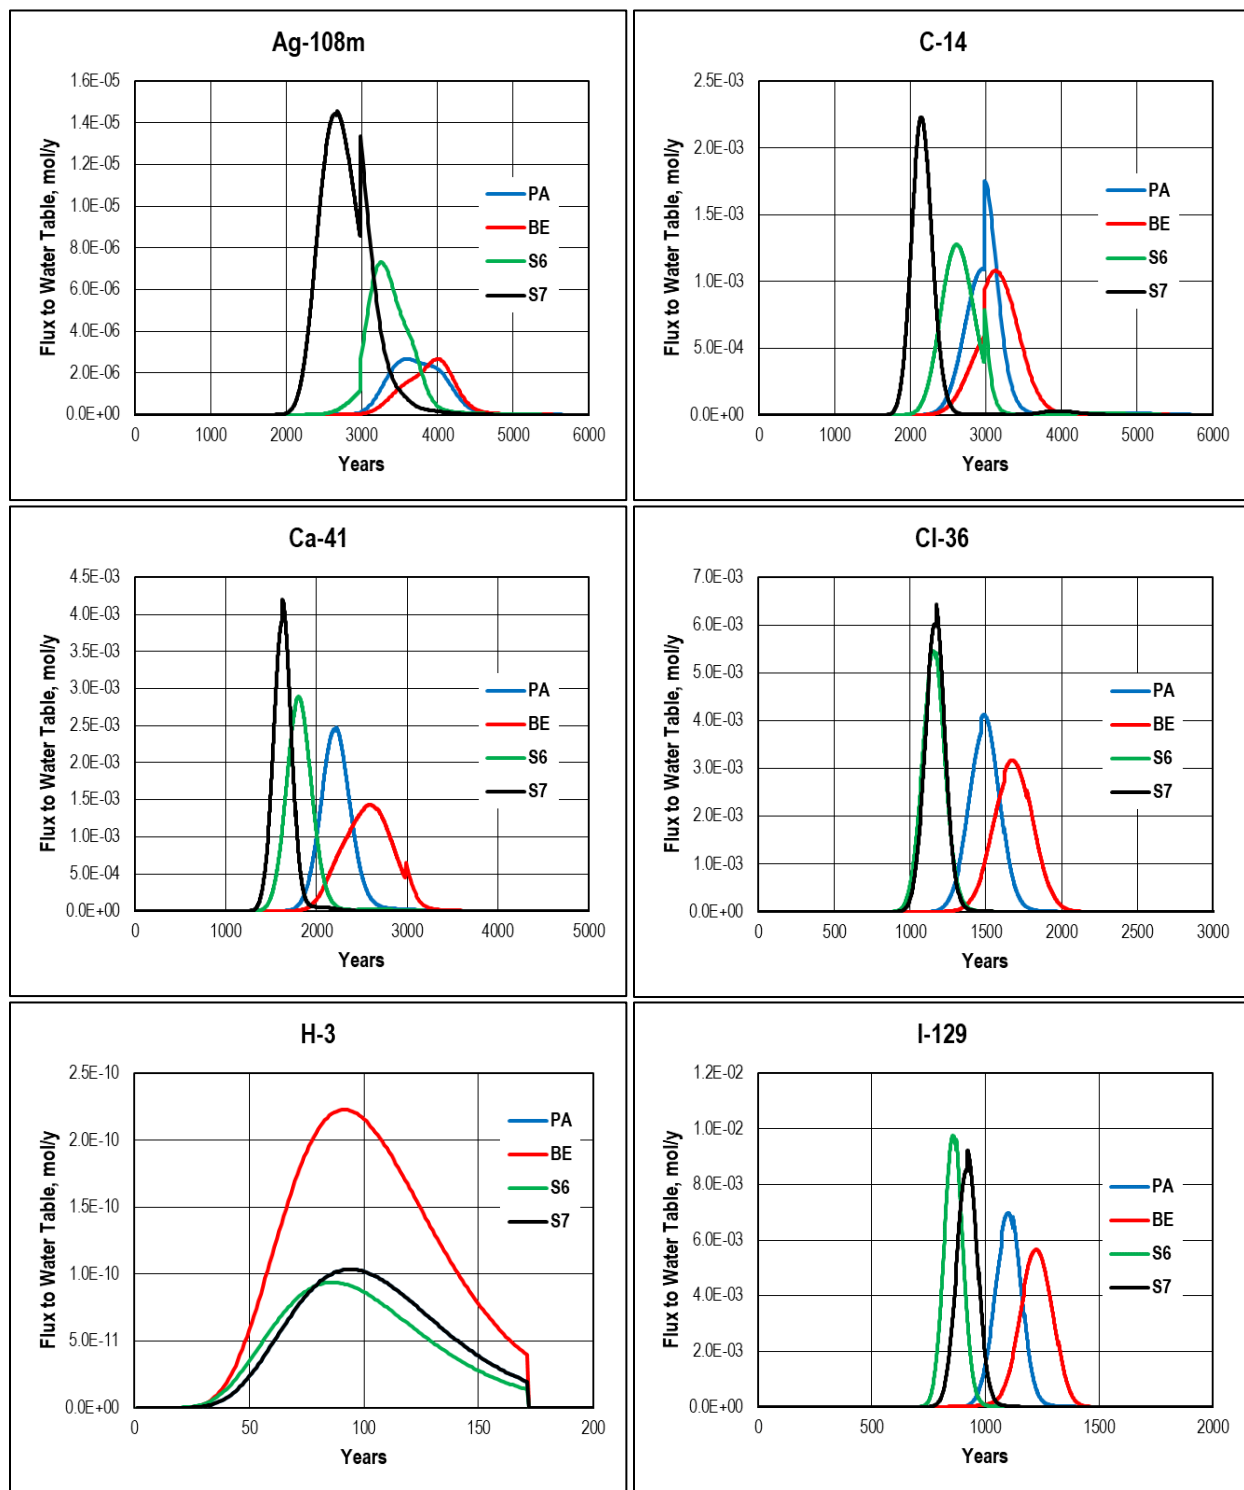 Ag-108m
Flux to Water Table, mol/y
1.6E-05
1.4E-05
1.2E-05
1.0E-05
8.0E-06
6.0E-06
4.0E-06
2.0E-06
0.0E+00
0 1000 2000 3000 4000 5000 6000
Years
PA
BE
S6
S7
C-14
Flux to Water Table, mol/y
2.5E-03
2.0E-03
1.5E-03
1.0E-03
5.0E-04
0.0E+00
0 1000 2000 3000 4000 5000 6000
Years
PA
BE
S6
S7
Ca-41
Flux to Water Table, mol/y
4.5E-03
4.0E-03
3.5E-03
3.0E-03
2.5E-03
2.0E-03
1.5E-03
1.0E-03
5.0E-04
0.0E+00
0 1000 2000 3000 4000 5000
Years
PA
BE
S6
S7
Cl-36
Flux to Water Table, mol/y
7.0E-03
6.0E-03
5.0E-03
4.0E-03
3.0E-03
2.0E-03
1.0E-03
0.0E+00
0 500 1000 1500 2000 2500 3000
Years
PA
BE
S6
S7
H-3
Flux to Water Table, mol/y
2.5E-10
2.0E-10
1.5E-10
1.0E-10
5.0E-11
0.0E+00
0 50 100 150 200
Years
PA
BE
S6
S7
I-129
Flux to Water Table, mol/y
1.2E-02
1.0E-02
8.0E-03
6.0E-03
4.0E-03
2.0E-03
0.0E+00
0 500 1000 1500 2000
Years
PA
BE
S6
S7